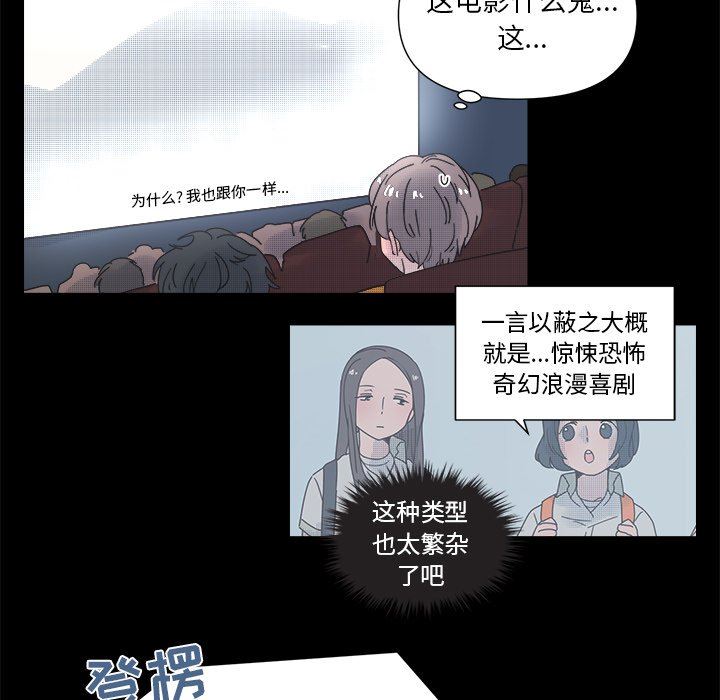 这电影什么鬼...
这...
为什么? 我也跟你一样...
一言以蔽之大概
就是...惊悚恐怖
奇幻浪漫喜剧
这种类型
也太繁杂
了吧
登愣